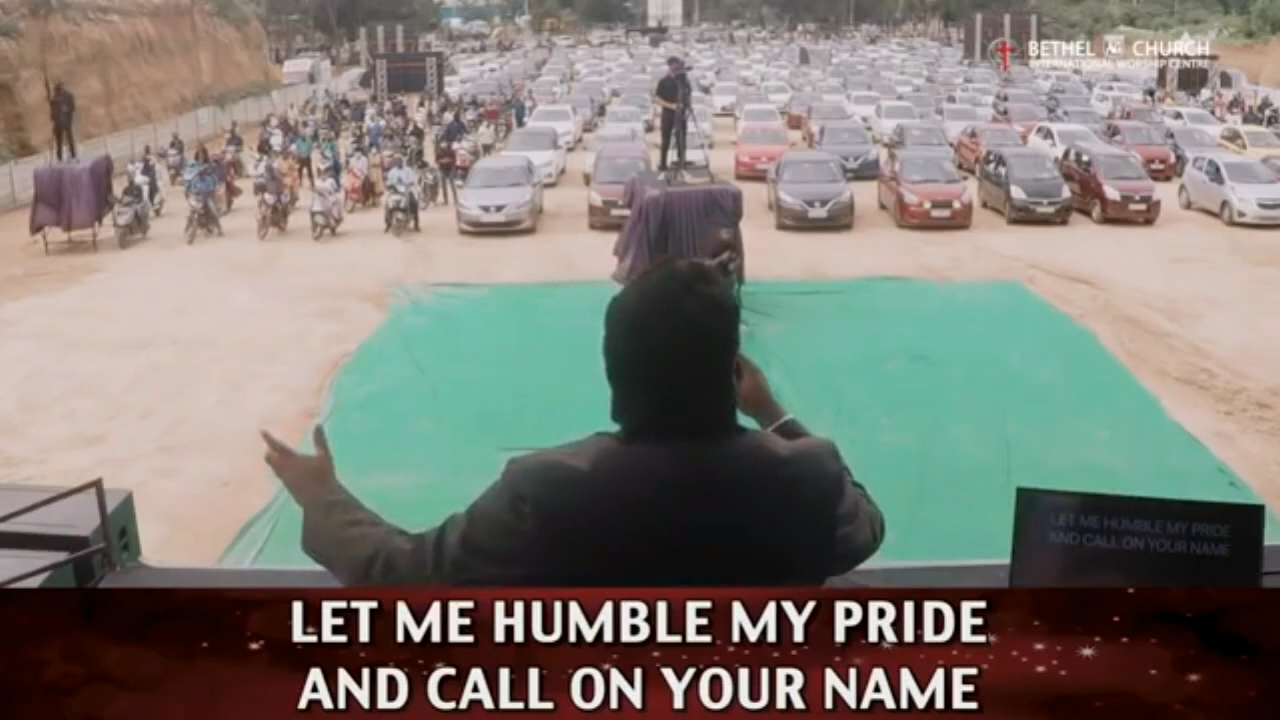 BETHEL AG CHURCH
INTERNATIONAL WORSHIP CENTRE
LET ME HUMBLE MY PRIDE
AND CALL ON YOUR NAME
LET ME HUMBLE MY PRIDE
AND CALL ON YOUR NAME